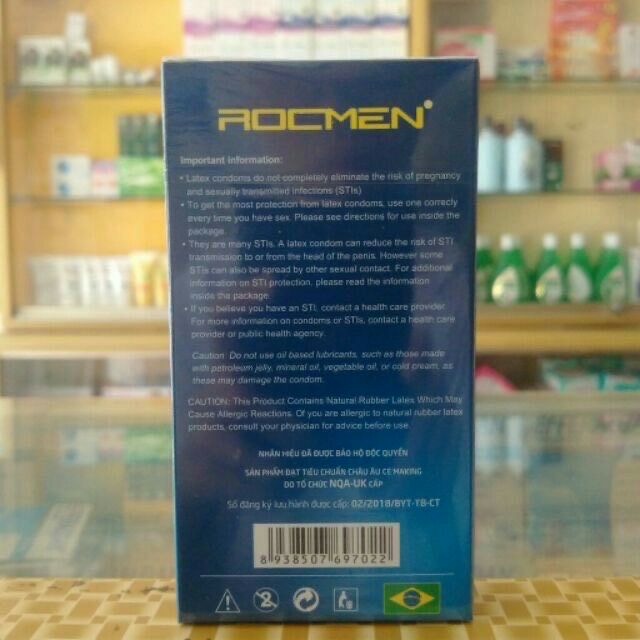 ROCMEN®
Important information:
• Latex condoms do not completely eliminate the risk of pregnancy
and sexually transmitted infections (STIs)
• To get the most protection from latex condoms, use one correcly
every time you have sex. Please see directions for use inside the
package.
• They are many STIs. A latex condom can reduce the risk of STI
transmission to or from the head of the penis. However some
STIs can also be spread by other sexual contact. For additional
information on STI protection, please read the information
inside the package.
• If you believe you have an STI, contact a health care provider.
For more information on condoms or STIs, contact a health care
provider or public health agency.
Caution: Do not use oil based lubricants, such as those made
with petroleum jelly, mineral oil, vegetable oil, or cold cream, as
these may damage the condom.
CAUTION: This Product Contains Natural Rubber Latex Which May
Cause Allergic Reactions. Of you are allergic to natural rubber latex
products, consult your physician for advice before use.
NHÃN HIỆU ĐÃ ĐƯỢC BẢO HỘ ĐỘC QUYỀN
SẢN PHẨM ĐẠT TIÊU CHUẨN CHÂU ÂU CE MAKING
DO TỔ CHỨC NQA-UK CẤP
Số đăng ký lưu hành được cấp: 02/2018/BYT-TB-CT
8 938507 697022